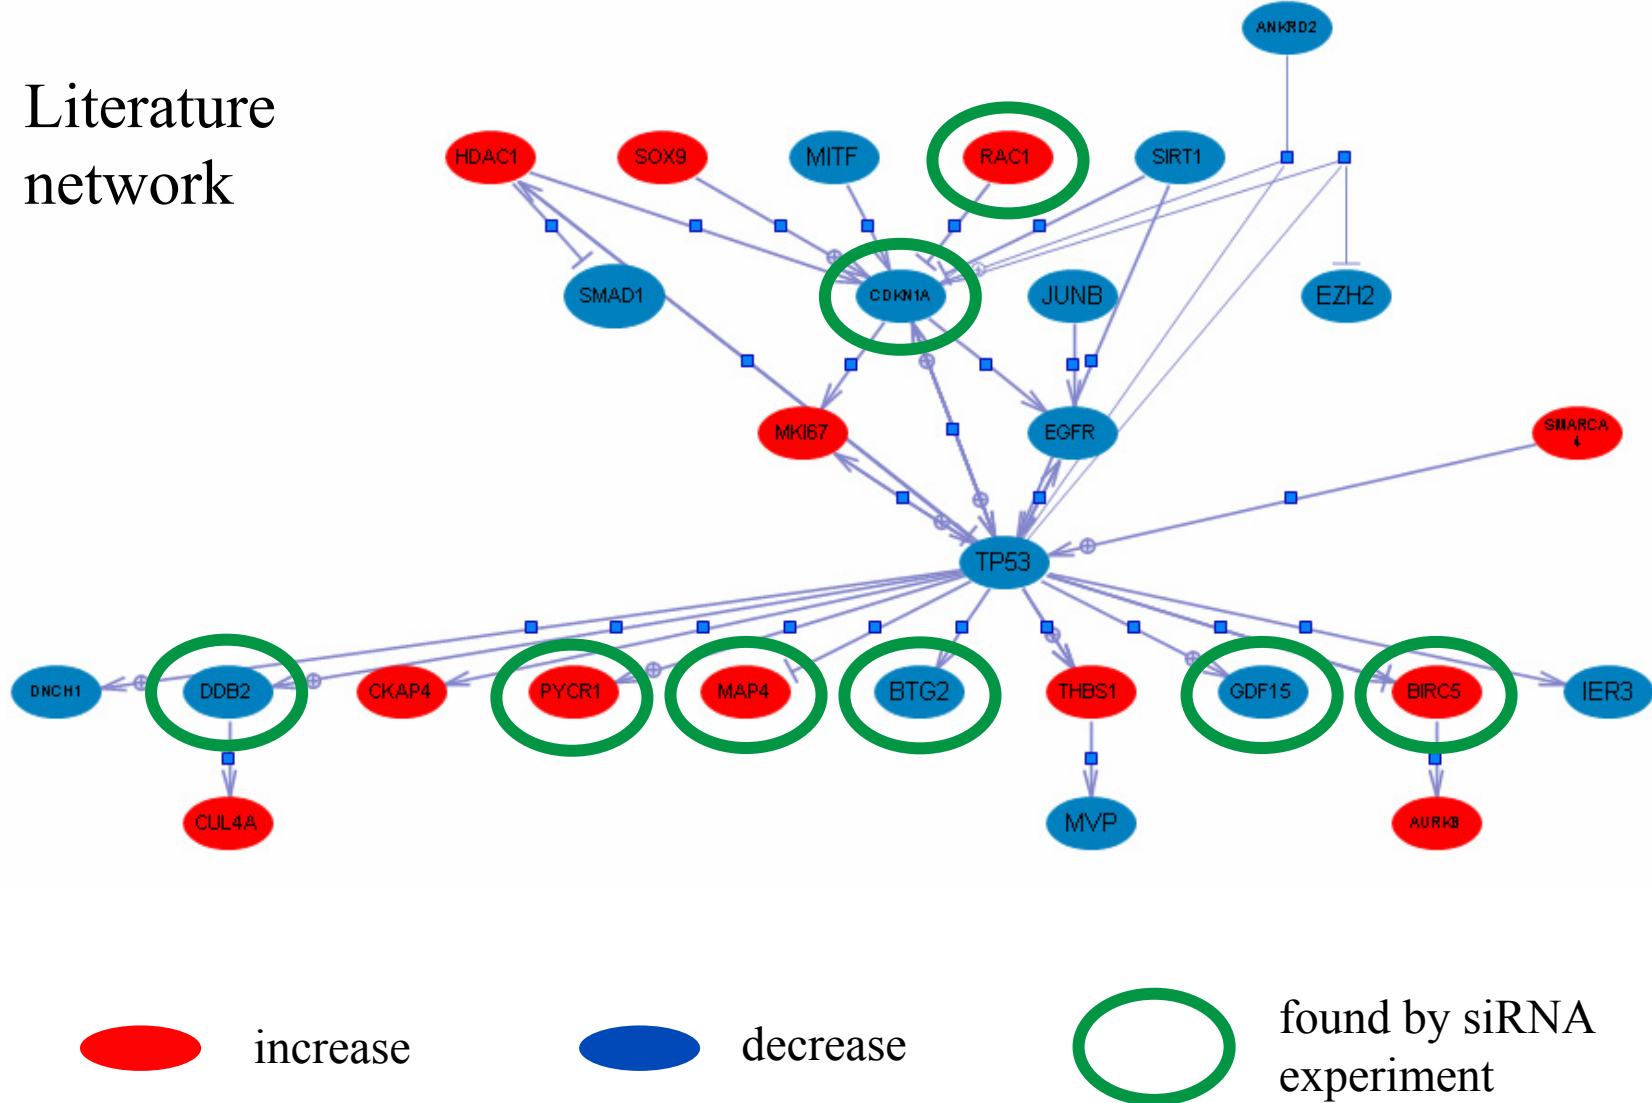 ANKRD2
Literature
network
HDAC1 SOX9 MITF RAC1 SIRT1
SMAD1 CDKN1A JUNB EZH2
MKI67 EGFR SMARCA
4
TP53
DNCH1 DDB2 CKAP4 PYCR1 MAP4 BTG2 THBS1 GDF15 BIRC5 IER3
CUL4A MVP AURKB
increase decrease found by siRNA
experiment